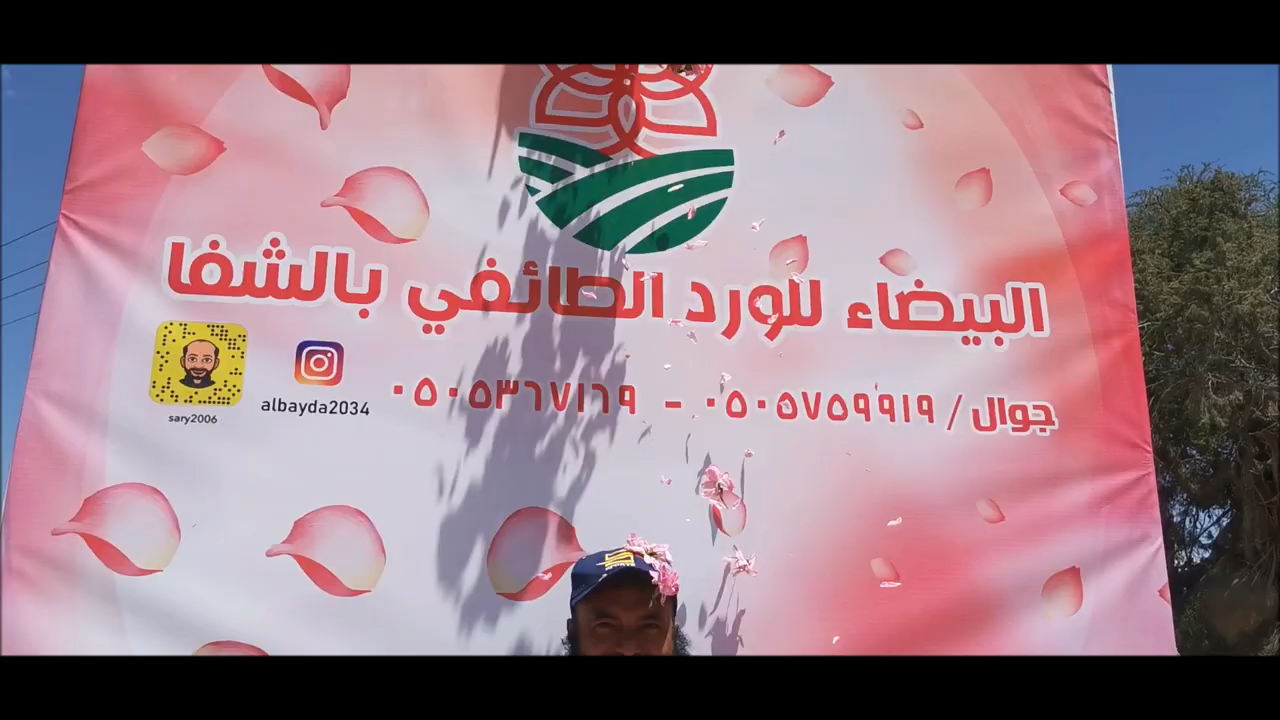 البيضاء للورد الطائفي بالشفا
جوال / ٠٥٠٥٧٥٩٩١٩ - ٠٥٠٥٣٦٧١٦٩
albayda2034
sary2006